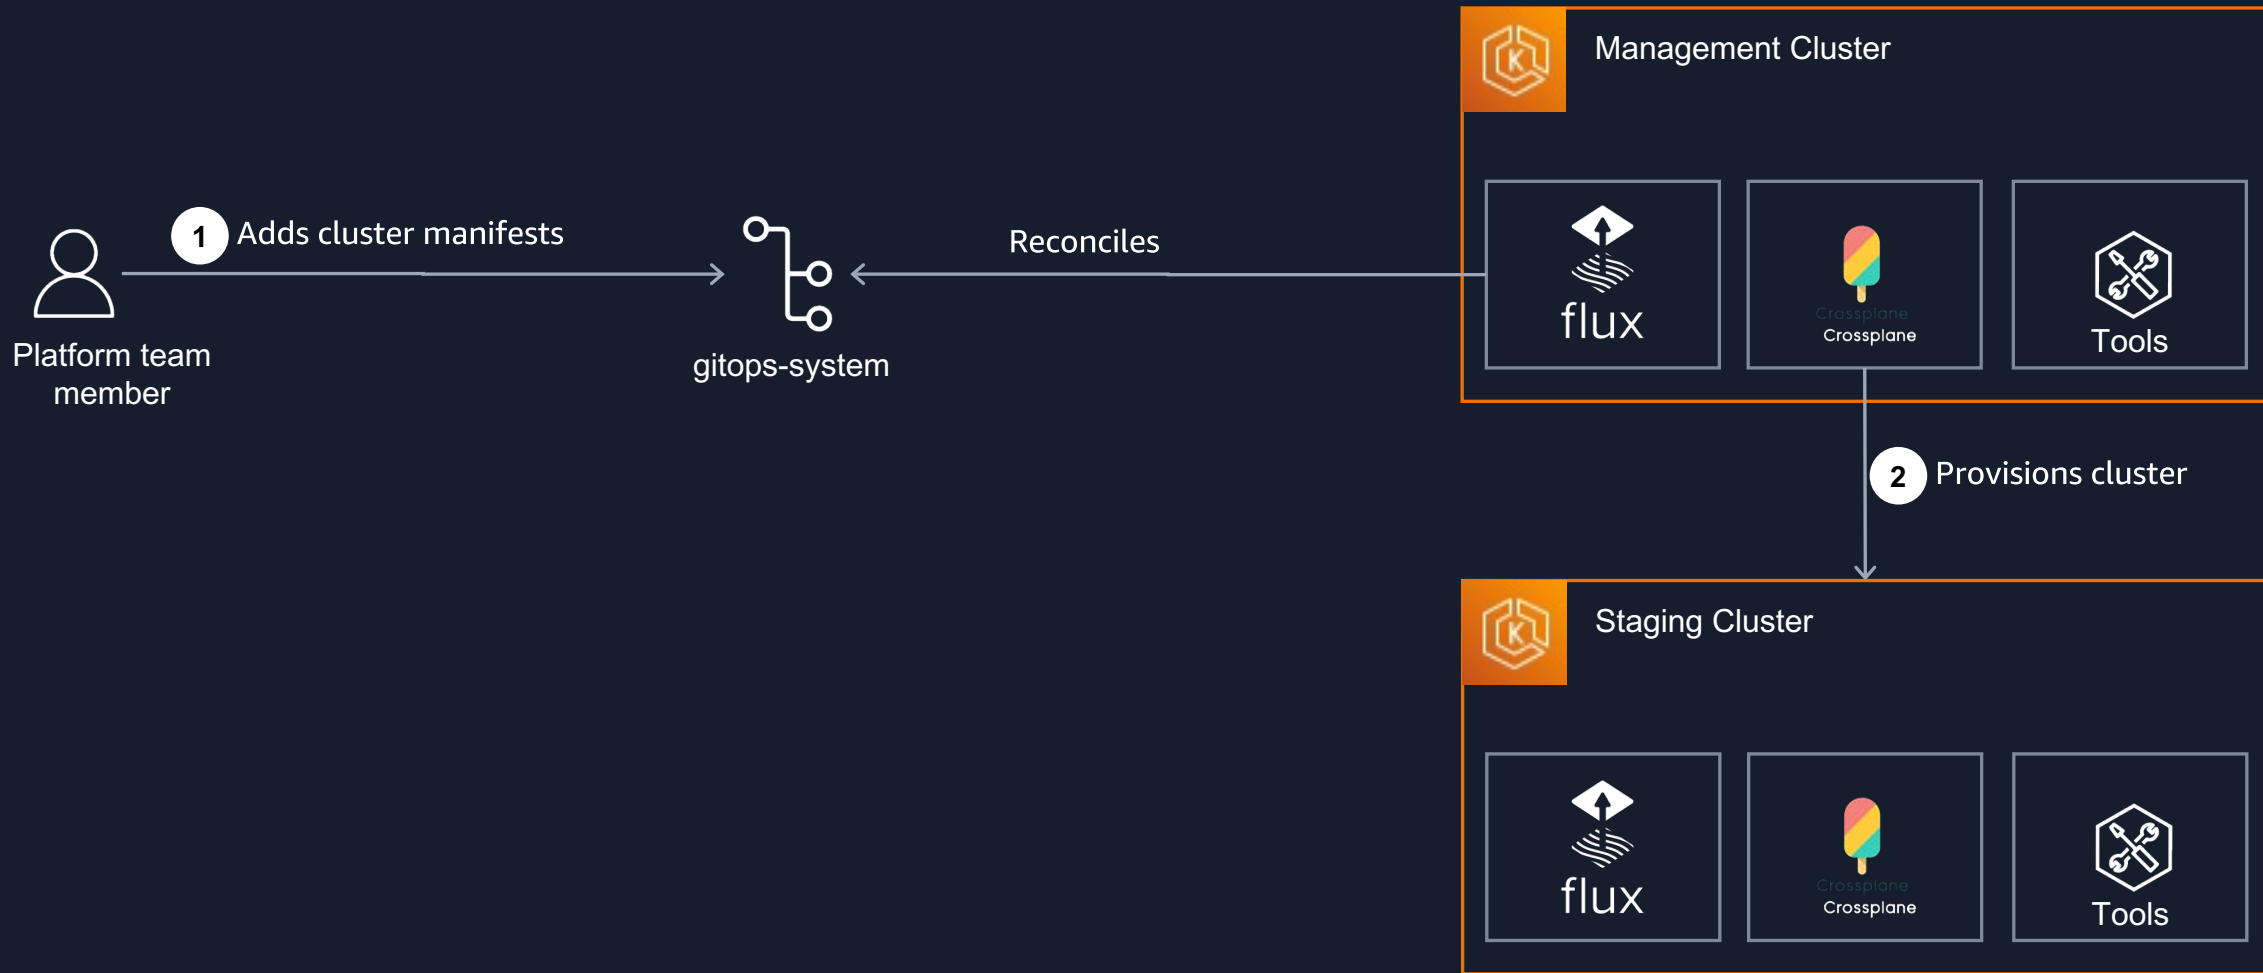 Management Cluster
1 Adds cluster manifests
Reconciles
Platform team
member
gitops-system
flux
Crossplane
Crossplane
Tools
2 Provisions cluster
Staging Cluster
flux
Crossplane
Crossplane
Tools